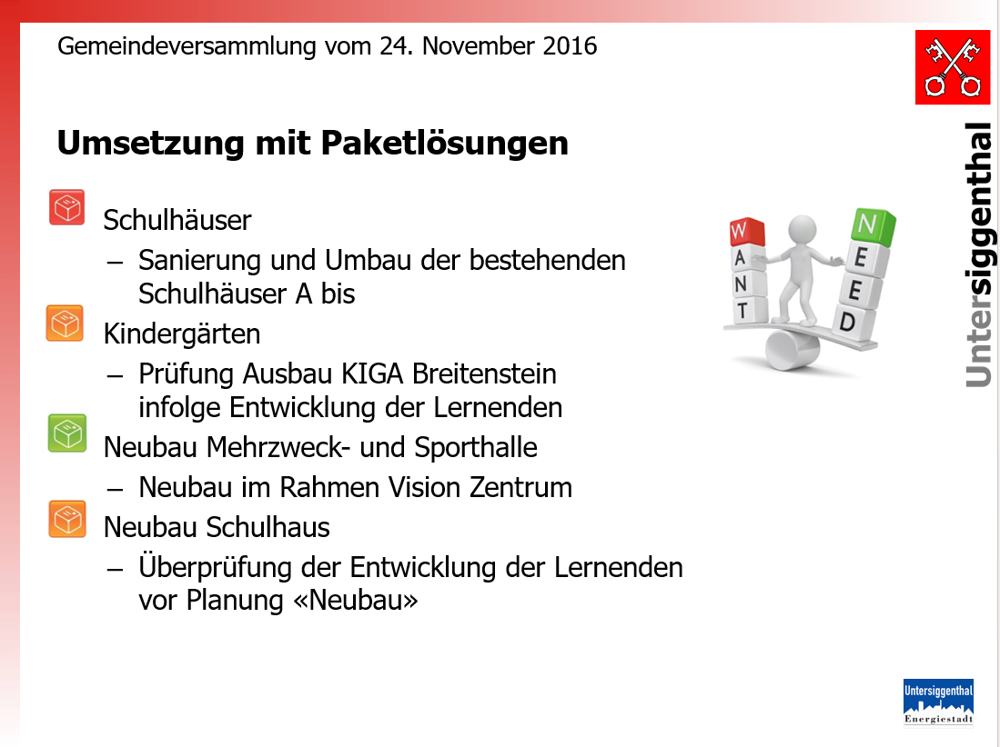 Gemeindeversammlung vom 24. November 2016
Umsetzung mit Paketlösungen
Schulhäuser
– Sanierung und Umbau der bestehenden
Schulhäuser A bis
Kindergärten
– Prüfung Ausbau KIGA Breitenstein
infolge Entwicklung der Lernenden
Neubau Mehrzweck- und Sporthalle
– Neubau im Rahmen Vision Zentrum
Neubau Schulhaus
– Überprüfung der Entwicklung der Lernenden
vor Planung «Neubau»
WANT
NEED
Untersiggenthal
Untersiggenthal
Energiestadt